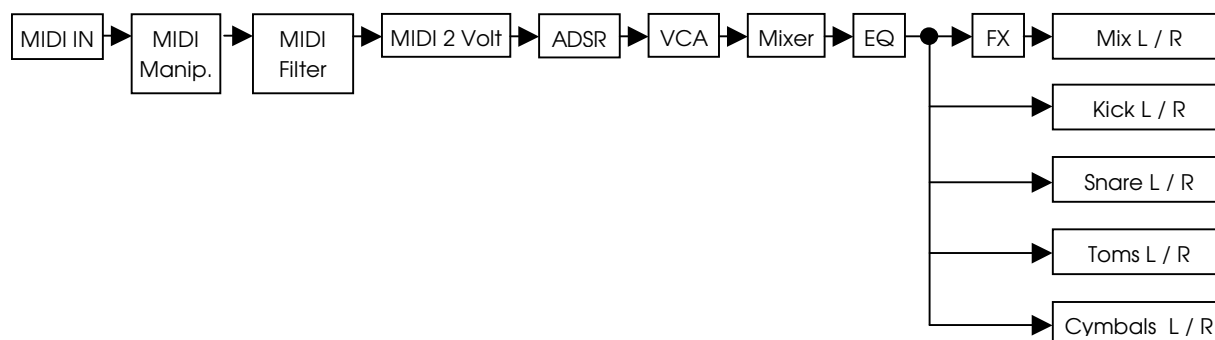 MIDI IN
MIDI
Manip.
MIDI
Filter
MIDI 2 Volt
ADSR
VCA
Mixer
EQ
FX
Mix L / R
Kick L / R
Snare L / R
Toms L / R
Cymbals L / R